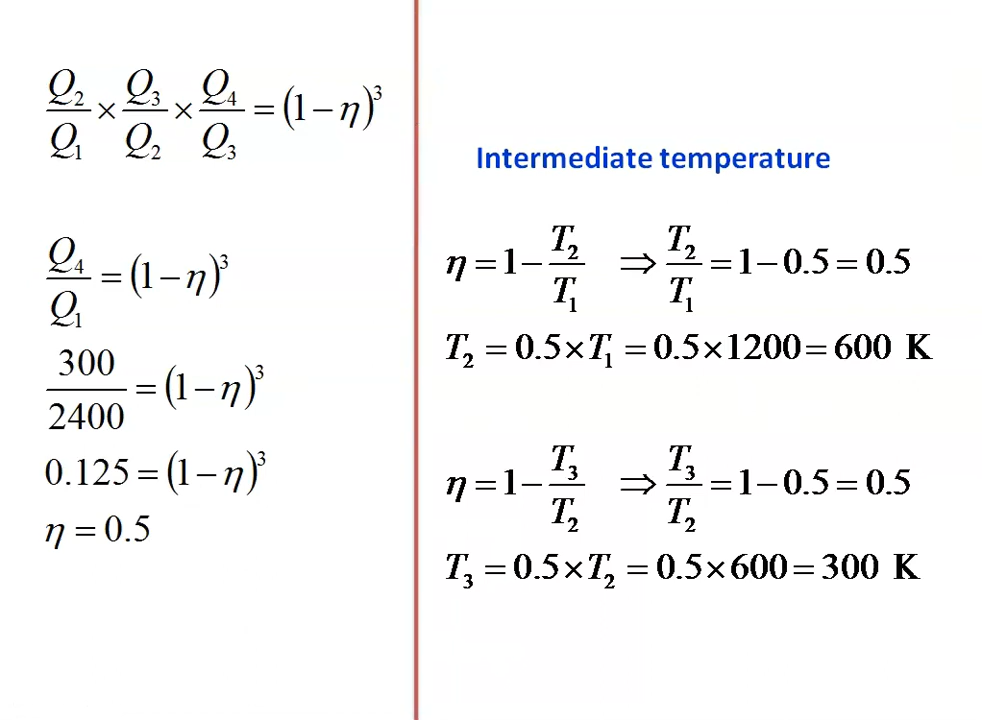 Q₂/Q₁ × Q₃/Q₂ × Q₄/Q₃ = (1 − η)³
Q₄/Q₁ = (1 − η)³
300/2400 = (1 − η)³
0.125 = (1 − η)³
η = 0.5
Intermediate temperature
η = 1 − T₂/T₁ ⇒ T₂/T₁ = 1 − 0.5 = 0.5
T₂ = 0.5 × T₁ = 0.5 × 1200 = 600 K
η = 1 − T₃/T₂ ⇒ T₃/T₂ = 1 − 0.5 = 0.5
T₃ = 0.5 × T₂ = 0.5 × 600 = 300 K